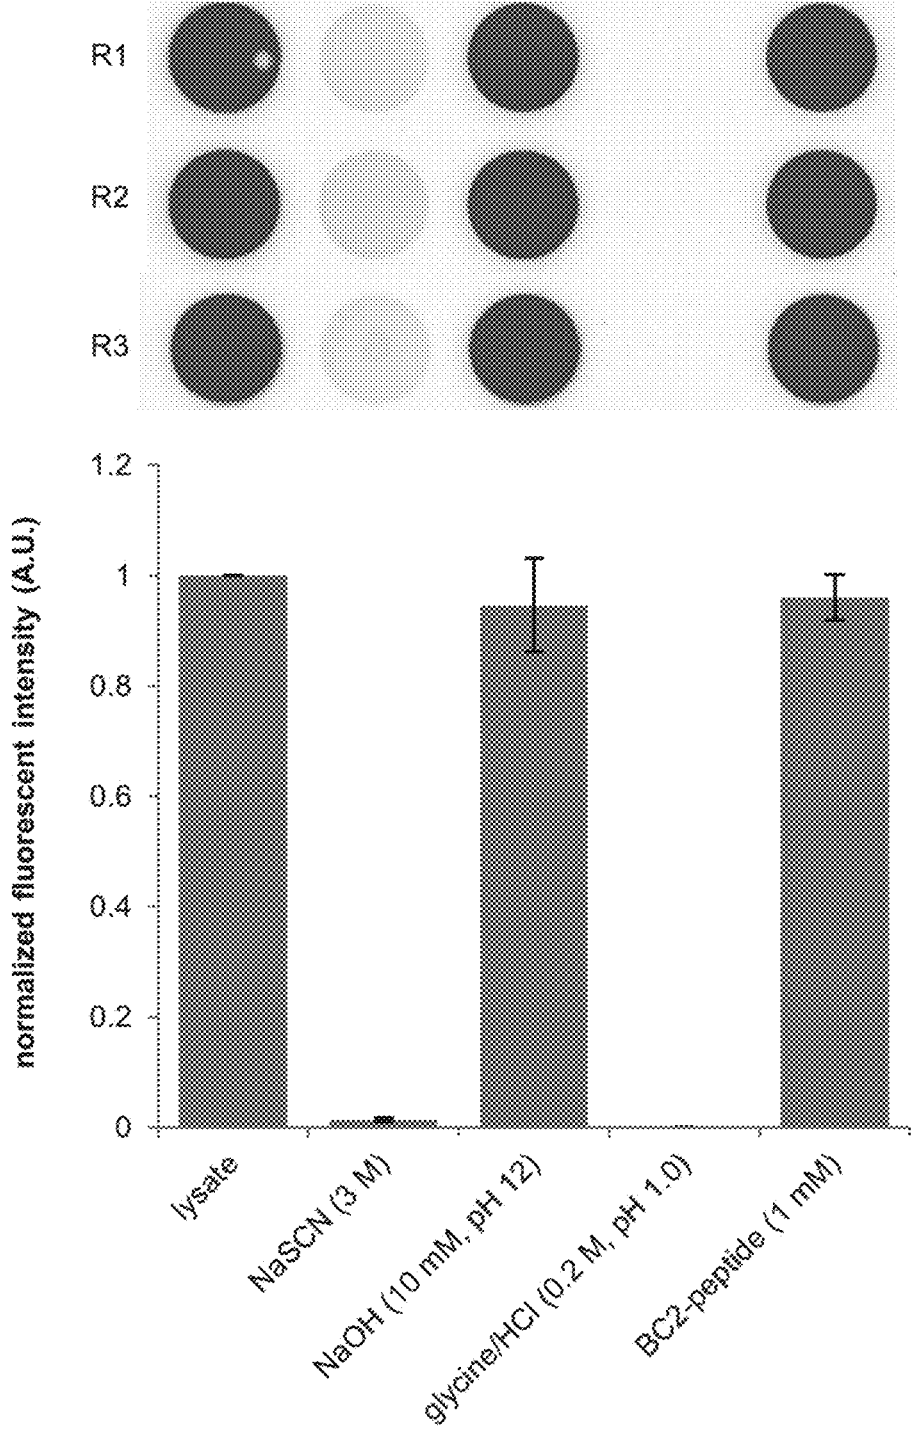 R1
R2
R3
normalized fluorescent intensity (A.U.)
1.2
1
0.8
0.6
0.4
0.2
0
lysate
NaSCN (3 M)
NaOH (10 mM, pH 12)
glycine/HCl (0.2 M, pH 1.0)
BC2-peptide (1 mM)